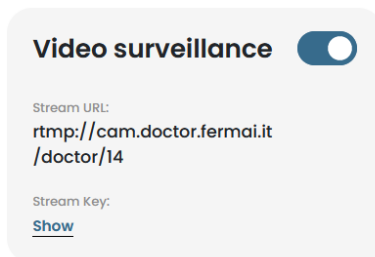 Video surveillance
Stream URL:
rtmp://cam.doctor.fermai.it
/doctor/14
Stream Key:
Show